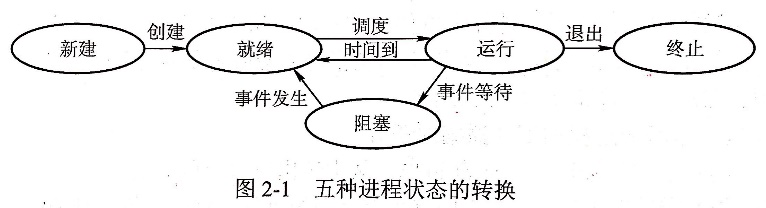 创建
调度
退出
新建
就绪
时间到
运行
终止
事件发生
事件等待
阻塞
图 2-1 五种进程状态的转换